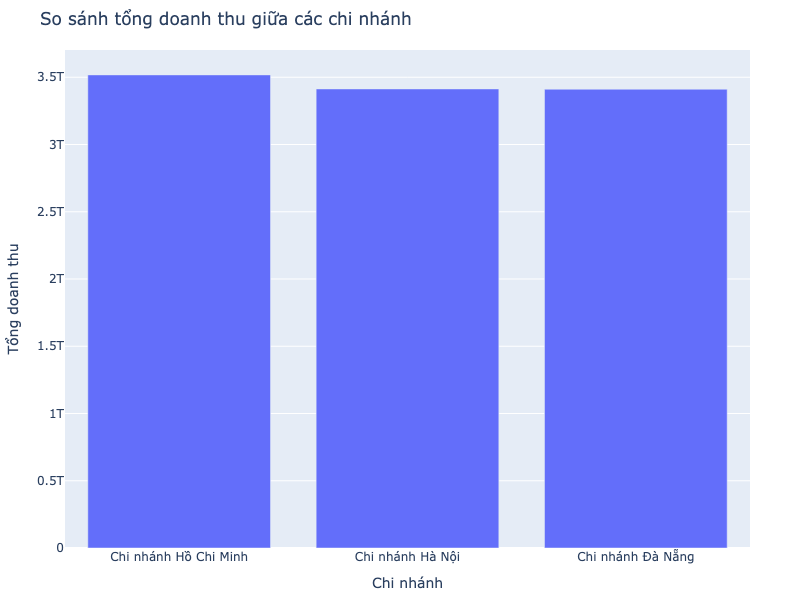 So sánh tổng doanh thu giữa các chi nhánh
Tổng doanh thu
3.5T
3T
2.5T
2T
1.5T
1T
0.5T
0
Chi nhánh Hồ Chi Minh
Chi nhánh Hà Nội
Chi nhánh Đà Nẵng
Chi nhánh